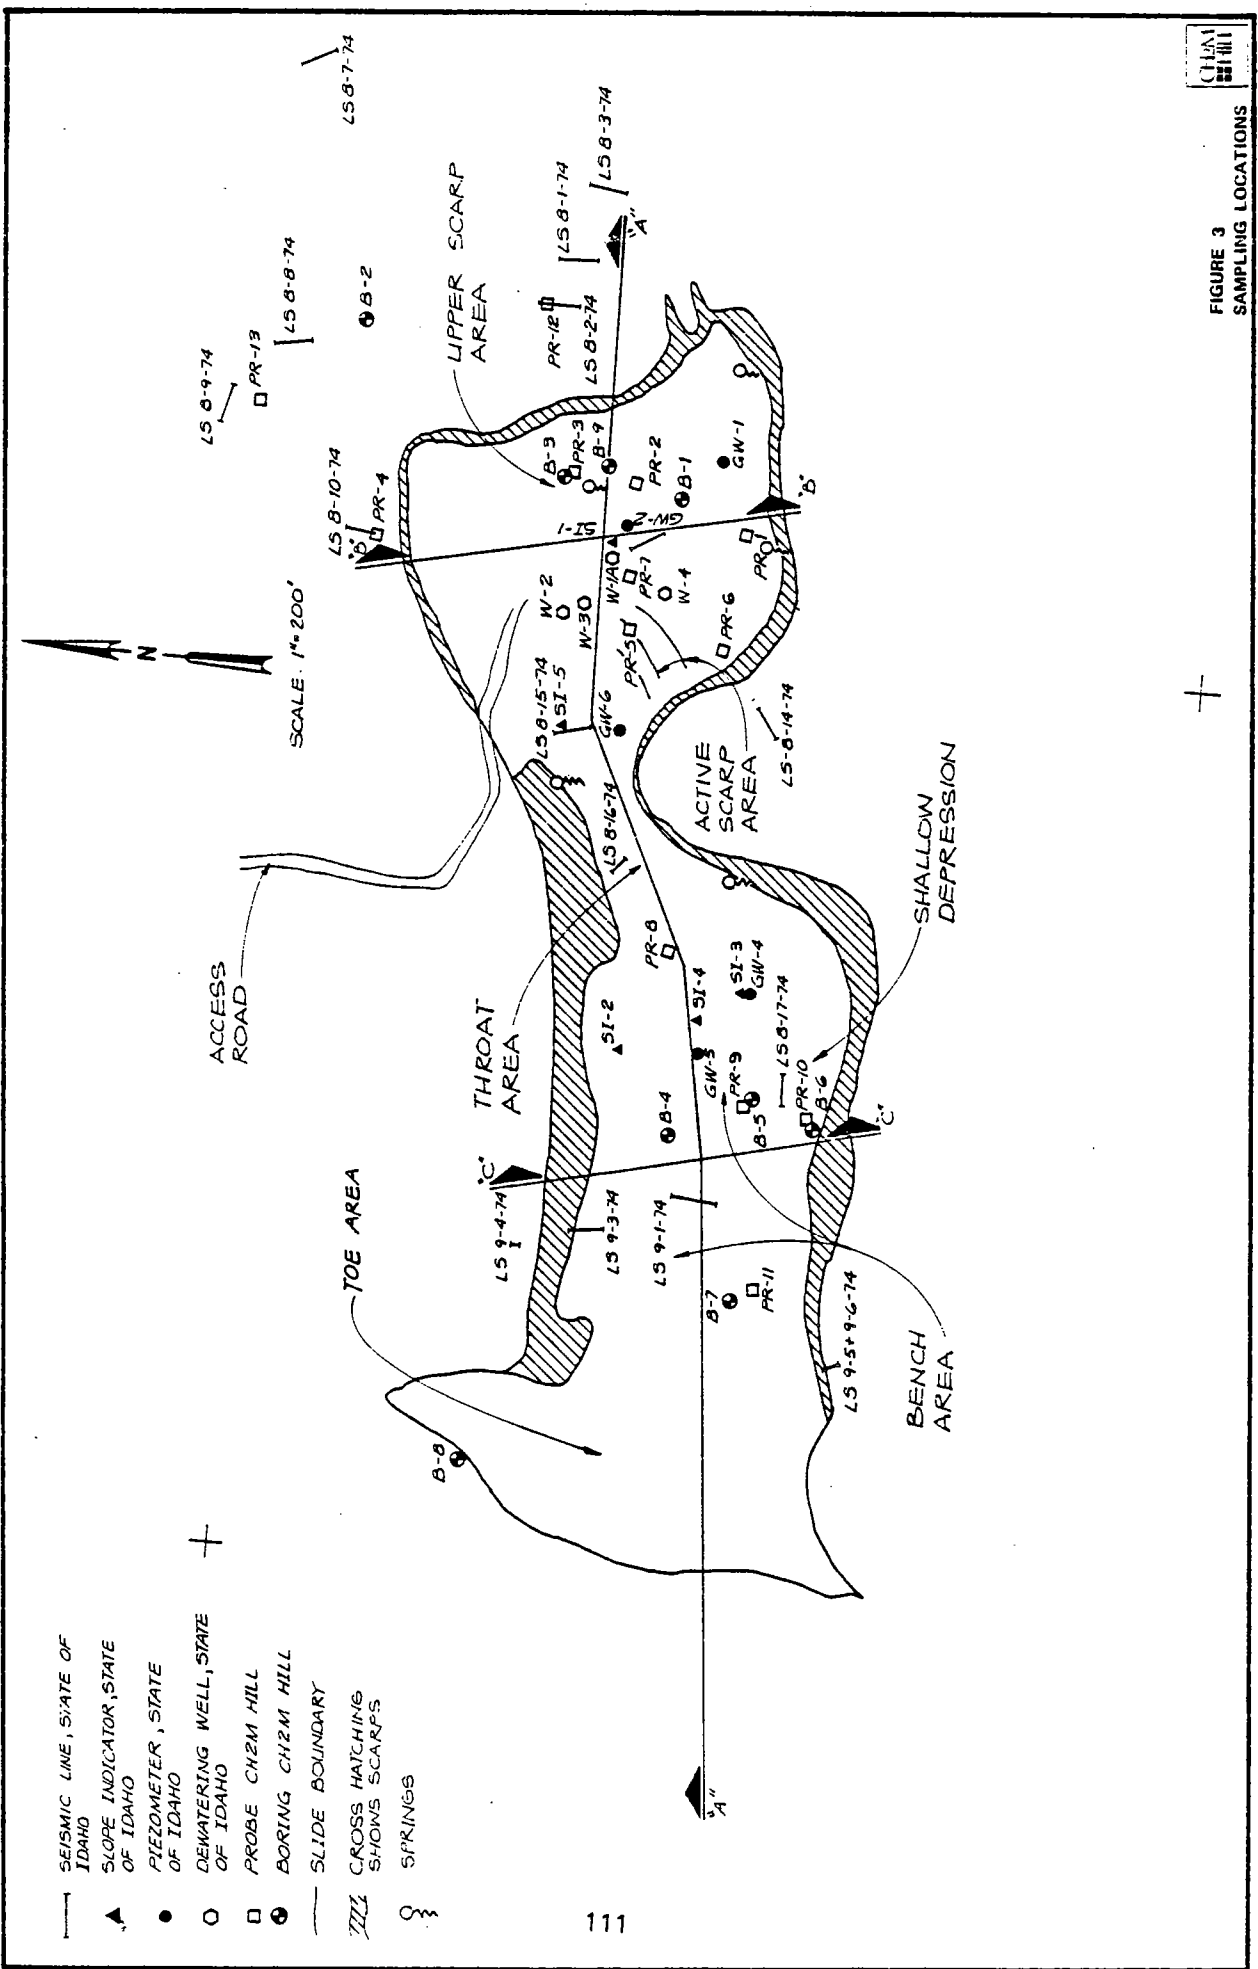 SEISMIC LINE, STATE OF
IDAHO
SLOPE INDICATOR, STATE
OF IDAHO
PIEZOMETER, STATE
OF IDAHO
DEWATERING WELL, STATE
OF IDAHO
PROBE CH2M HILL
BORING CH2M HILL
SLIDE BOUNDARY
CROSS HATCHING
SHOWS SCARPS
SPRINGS
N
SCALE: 1"=200'
ACCESS
ROAD
TOE AREA
THROAT
AREA
UPPER SCARP
AREA
ACTIVE
SCARP
AREA
SHALLOW
DEPRESSION
BENCH
AREA
LS 8-7-74
LS 8-8-74
LS 8-9-74
PR-13
B-2
LS 8-10-74
PR-4
"B"
LS 8-1-74
LS 8-3-74
PR-12
LS 8-2-74
"A"
B-3
PR-3
B-9
PR-2
B-1
GW-1
SI-1
GW-2
W-2
W-3
W-1A
PR-7
W-4
PR-5
PR-6
PR-1
"B"
LS 8-15-74
SI-5
GW-6
LS 8-16-74
LS-8-14-74
PR-8
SI-2
SI-4
SI-3
GW-4
GW-5
LS 8-17-74
PR-9
B-5
PR-10
B-6
B-4
"C"
"C"
LS 9-4-74
LS 9-3-74
LS 9-1-74
B-7
PR-11
LS 9-5+9-6-74
B-8
"A"
111
CH2M
HILL
FIGURE 3
SAMPLING LOCATIONS